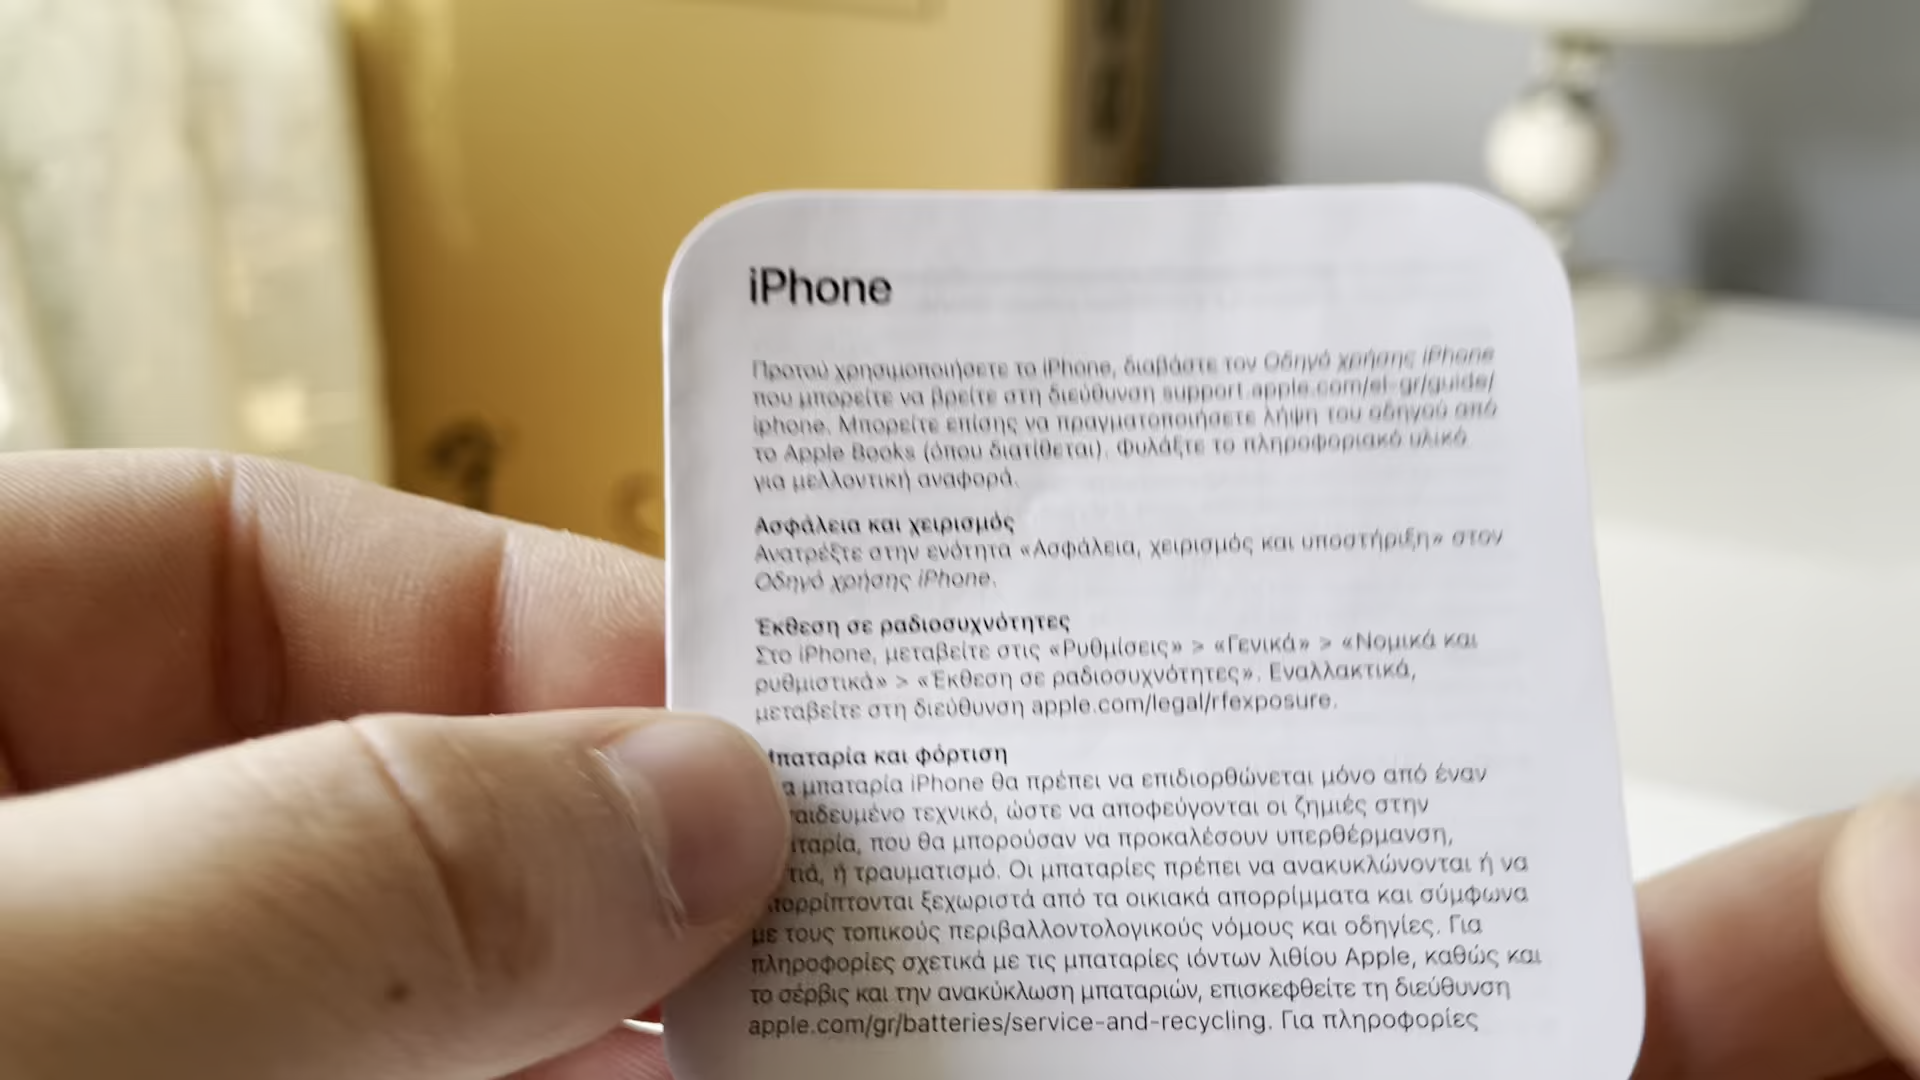 iPhone
Προτού χρησιμοποιήσετε το iPhone, διαβάστε τον Οδηγό χρήσης iPhone
που μπορείτε να βρείτε στη διεύθυνση support.apple.com/el-gr/guide/
iphone. Μπορείτε επίσης να πραγματοποιήσετε λήψη του οδηγού από
το Apple Books (όπου διατίθεται). Φυλάξτε το πληροφοριακό υλικό
για μελλοντική αναφορά.
Ασφάλεια και χειρισμός
Ανατρέξτε στην ενότητα «Ασφάλεια, χειρισμός και υποστήριξη» στον
Οδηγό χρήσης iPhone.
Έκθεση σε ραδιοσυχνότητες
Στο iPhone, μεταβείτε στις «Ρυθμίσεις» > «Γενικά» > «Νομικά και
ρυθμιστικά» > «Έκθεση σε ραδιοσυχνότητες». Εναλλακτικά,
μεταβείτε στη διεύθυνση apple.com/legal/rfexposure.
Μπαταρία και φόρτιση
μπαταρία iPhone θα πρέπει να επιδιορθώνεται μόνο από έναν
τεχνικό, ώστε να αποφεύγονται οι ζημιές στην
που θα μπορούσαν να προκαλέσουν υπερθέρμανση,
ή τραυματισμό. Οι μπαταρίες πρέπει να ανακυκλώνονται ή να
ξεχωριστά από τα οικιακά απορρίμματα και σύμφωνα
με τους τοπικούς περιβαλλοντολογικούς νόμους και οδηγίες. Για
πληροφορίες σχετικά με τις μπαταρίες ιόντων λιθίου Apple, καθώς και
το σέρβις και την ανακύκλωση μπαταριών, επισκεφθείτε τη διεύθυνση
apple.com/gr/batteries/service-and-recycling. Για πληροφορίες